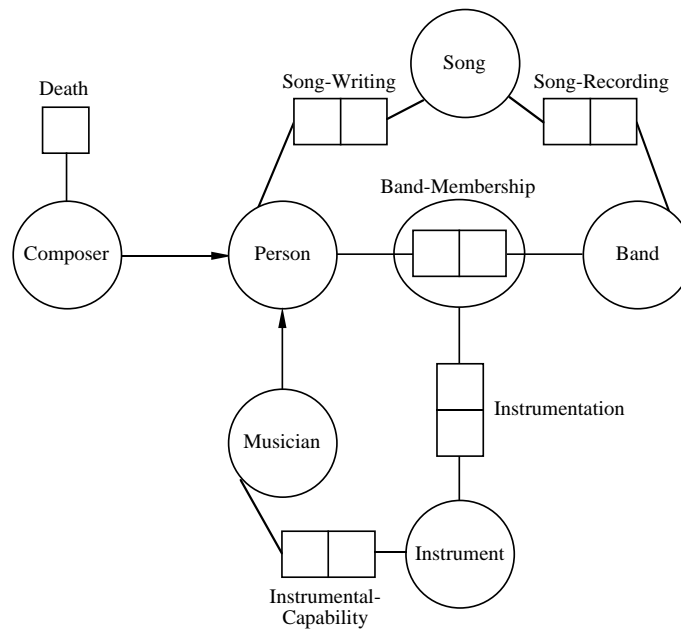 Song-Writing
Song
Song-Recording
Death
Band-Membership
Composer
Person
Band
Instrumentation
Musician
Instrument
Instrumental-
Capability